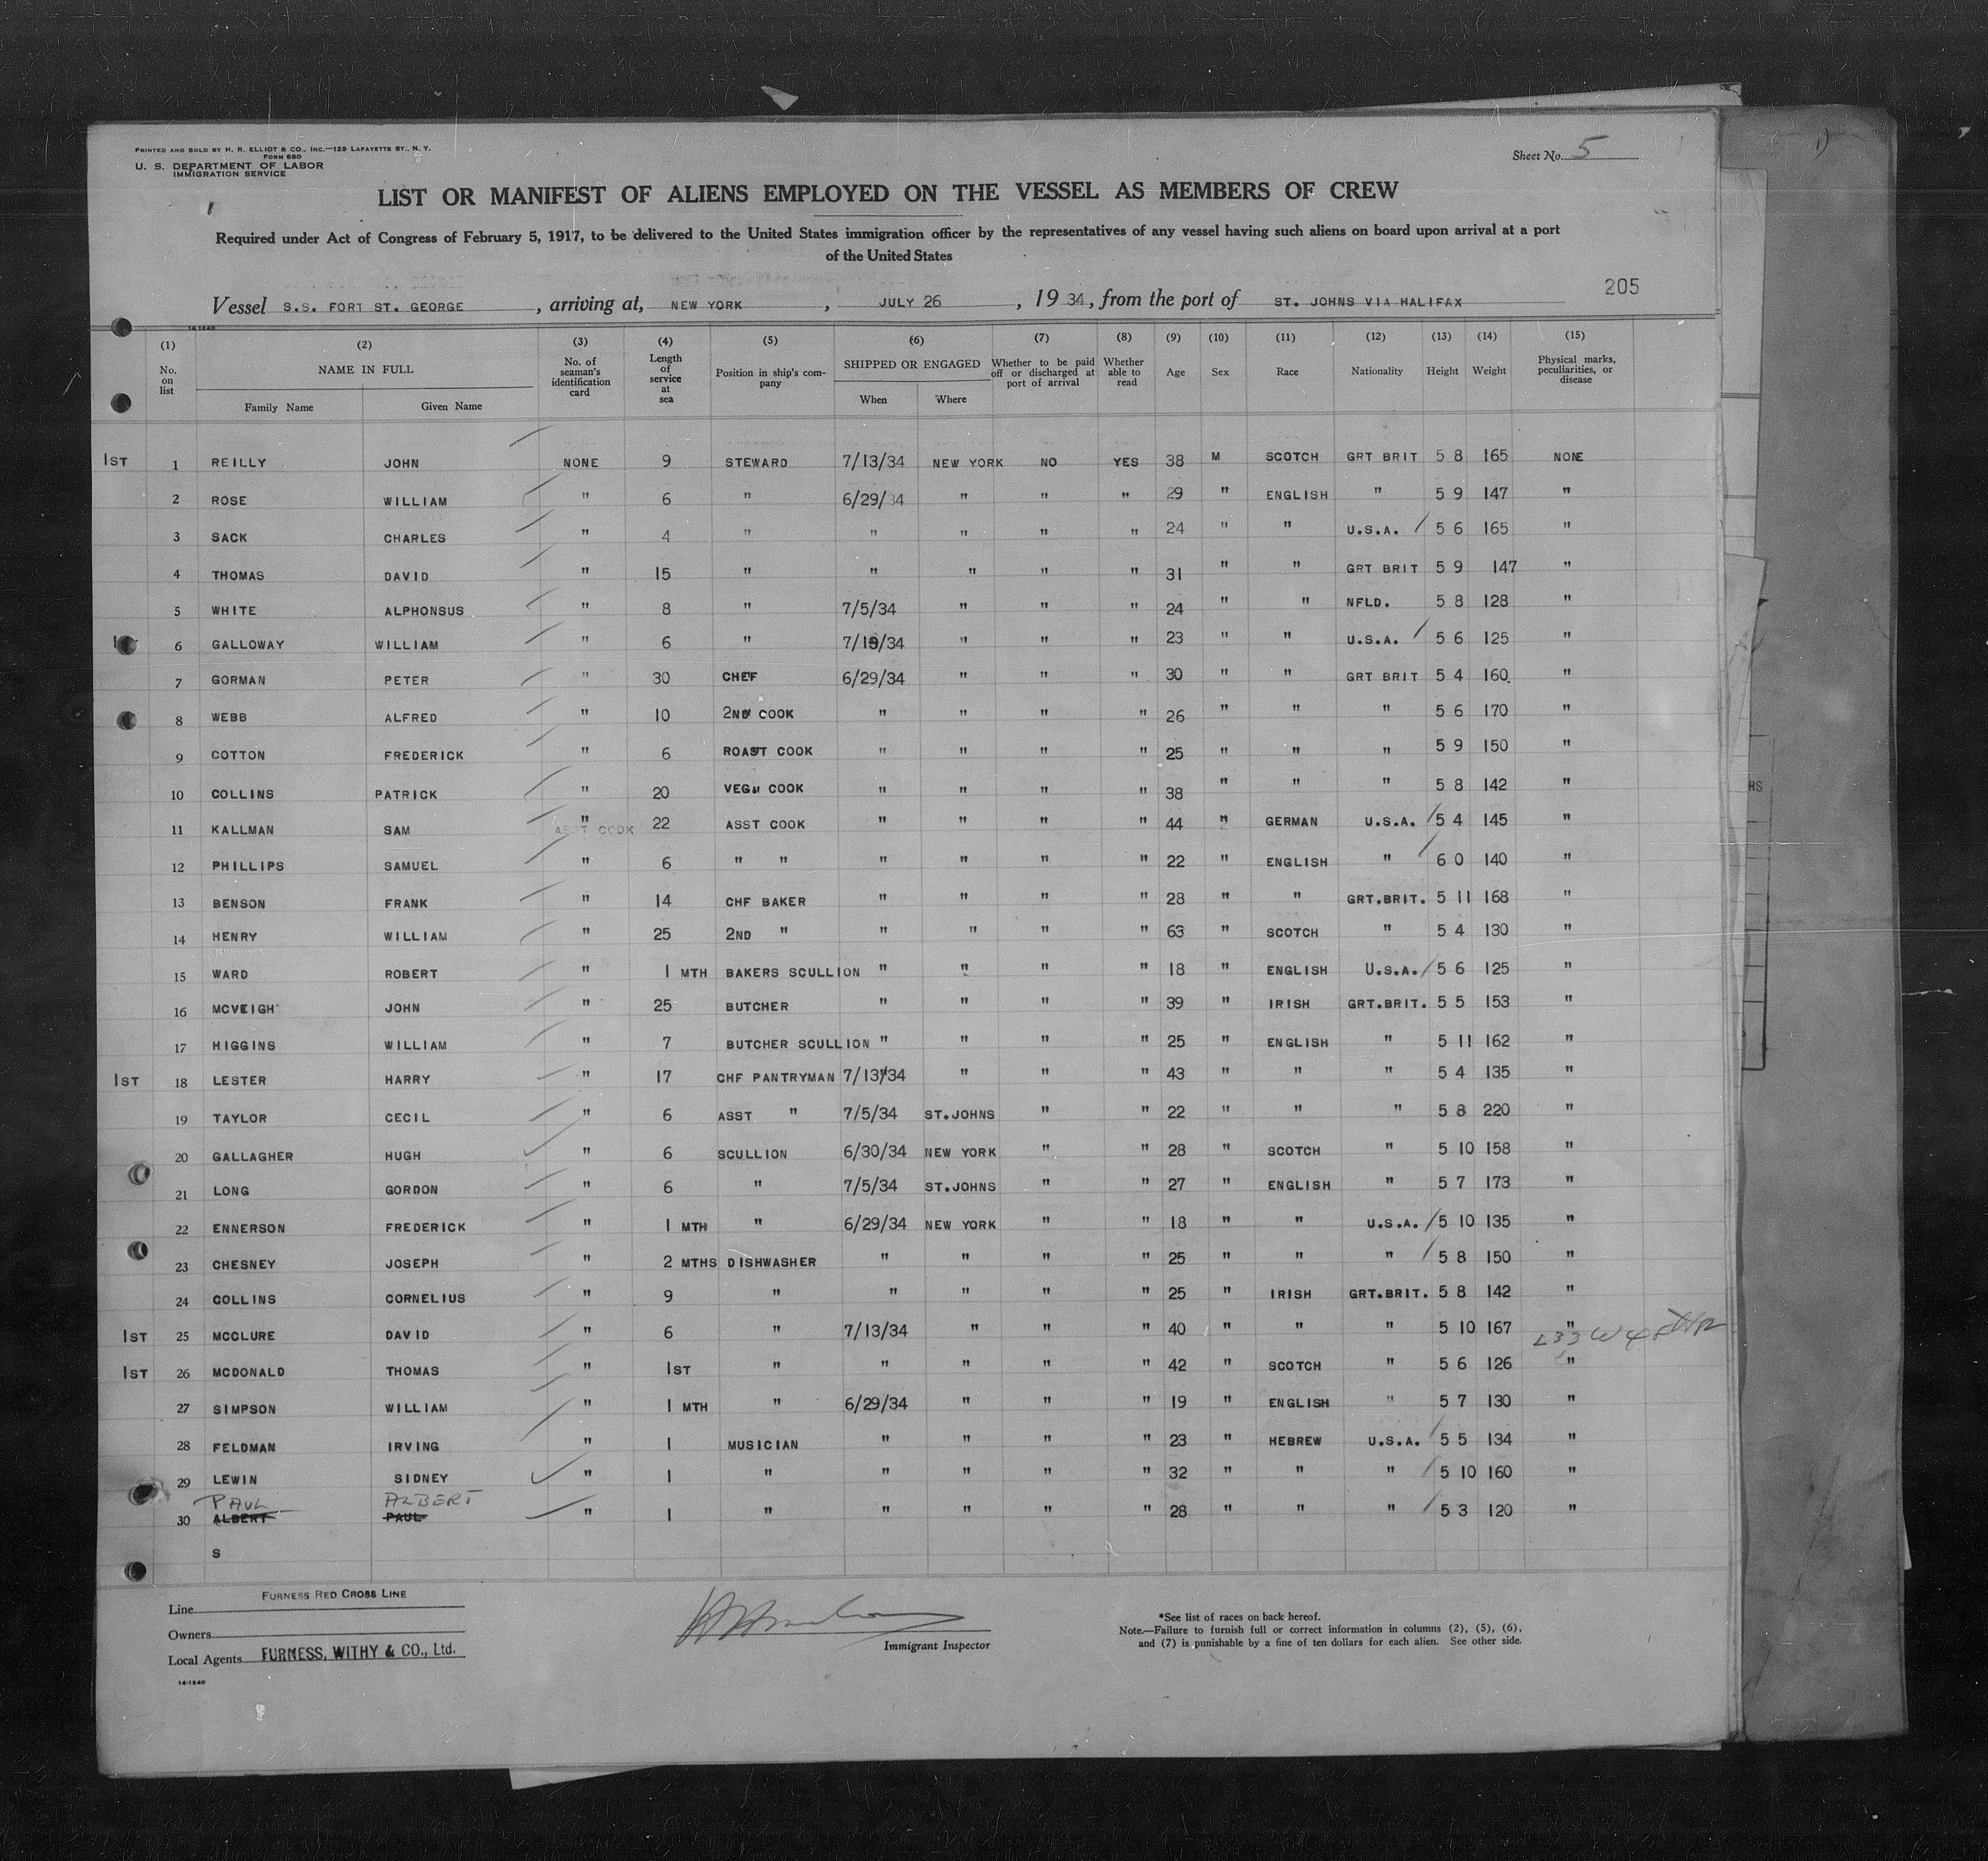 PRINTED AND SOLD BY H. R. ELLIOT & CO., INC.—129 LAFAYETTE ST., N. Y.
FORM 680
U. S. DEPARTMENT OF LABOR
IMMIGRATION SERVICE
Sheet No. 5
LIST OR MANIFEST OF ALIENS EMPLOYED ON THE VESSEL AS MEMBERS OF CREW
Required under Act of Congress of February 5, 1917, to be delivered to the United States immigration officer by the representatives of any vessel having such aliens on board upon arrival at a port
of the United States
205
Vessel S.S. FORT ST. GEORGE, arriving at, NEW YORK, JULY 26, 1934, from the port of ST. JOHNS VIA HALIFAX
14-1240
(1) (2) (3) (4) (5) (6) (7) (8) (9) (10) (11) (12) (13) (14) (15)
No. on list NAME IN FULL Family Name Given Name No. of seaman's identification card Length of service at sea Position in ship's company SHIPPED OR ENGAGED When Where Whether to be paid off or discharged at port of arrival Whether able to read Age Sex Race Nationality Height Weight Physical marks, peculiarities, or disease
1ST 1 REILLY JOHN NONE 9 STEWARD 7/13/34 NEW YORK NO YES 38 M SCOTCH GRT BRIT 5 8 165 NONE
2 ROSE WILLIAM " 6 " 6/29/34 " " " 29 " ENGLISH " 5 9 147 "
3 SACK CHARLES " 4 " " " " " 24 " " U.S.A. 5 6 165 "
4 THOMAS DAVID " 15 " " " " " 31 " " GRT BRIT 5 9 147 "
5 WHITE ALPHONSUS " 8 " 7/5/34 " " " 24 " " NFLD. 5 8 128 "
6 GALLOWAY WILLIAM " 6 " 7/13/34 " " " 23 " " U.S.A. 5 6 125 "
7 GORMAN PETER " 30 CHEF 6/29/34 " " " 30 " " GRT BRIT 5 4 160 "
8 WEBB ALFRED " 10 2ND COOK " " " " 26 " " " 5 6 170 "
9 COTTON FREDERICK " 6 ROAST COOK " " " " 25 " " " 5 9 150 "
10 COLLINS PATRICK " 20 VEG. COOK " " " " 38 " " " 5 8 142 "
11 KALLMAN SAM " ASST COOK 22 ASST COOK " " " " 44 " GERMAN U.S.A. 5 4 145 "
12 PHILLIPS SAMUEL " 6 " " " " " " 22 " ENGLISH " 6 0 140 "
13 BENSON FRANK " 14 CHF BAKER " " " " 28 " " GRT.BRIT. 5 11 168 "
14 HENRY WILLIAM " 25 2ND " " " " " 63 " SCOTCH " 5 4 130 "
15 WARD ROBERT " 1 MTH BAKERS SCULLION " " " " 18 " ENGLISH U.S.A. 5 6 125 "
16 MCVEIGH JOHN " 25 BUTCHER " " " " 39 " IRISH GRT.BRIT. 5 5 153 "
17 HIGGINS WILLIAM " 7 BUTCHER SCULLION " " " " 25 " ENGLISH " 5 11 162 "
1ST 18 LESTER HARRY " 17 CHF PANTRYMAN 7/13/34 " " " 43 " " " 5 4 135 "
19 TAYLOR CECIL " 6 ASST " 7/5/34 ST.JOHNS " " 22 " " " 5 8 220 "
20 GALLAGHER HUGH " 6 SCULLION 6/30/34 NEW YORK " " 28 " SCOTCH " 5 10 158 "
21 LONG GORDON " 6 " 7/5/34 ST.JOHNS " " 27 " ENGLISH " 5 7 173 "
22 ENNERSON FREDERICK " 1 MTH " 6/29/34 NEW YORK " " 18 " " U.S.A. 5 10 135 "
23 CHESNEY JOSEPH " 2 MTHS DISHWASHER " " " " 25 " " " 5 8 150 "
24 COLLINS CORNELIUS " 9 " " " " " 25 " IRISH GRT.BRIT. 5 8 142 "
1ST 25 MCCLURE DAVID " 6 " 7/13/34 " " " 40 " " " 5 10 167 "
1ST 26 MCDONALD THOMAS " 1ST " " " " " 42 " SCOTCH " 5 6 126 "
27 SIMPSON WILLIAM " 1 MTH " 6/29/34 " " " 19 " ENGLISH " 5 7 130 "
28 FELDMAN IRVING " 1 MUSICIAN " " " " 23 " HEBREW U.S.A. 5 5 134 "
29 LEWIN SIDNEY " 1 " " " " " 32 " " " 5 10 160 "
PAUL ALBERT
30 ALBERT PAUL " 1 " " " " " 28 " " " 5 3 120 "
S
Line FURNESS RED CROSS LINE
Owners
Local Agents FURNESS, WITHY & CO., Ltd.
14-1240
Immigrant Inspector
*See list of races on back hereof.
Note.—Failure to furnish full or correct information in columns (2), (5), (6),
and (7) is punishable by a fine of ten dollars for each alien. See other side.